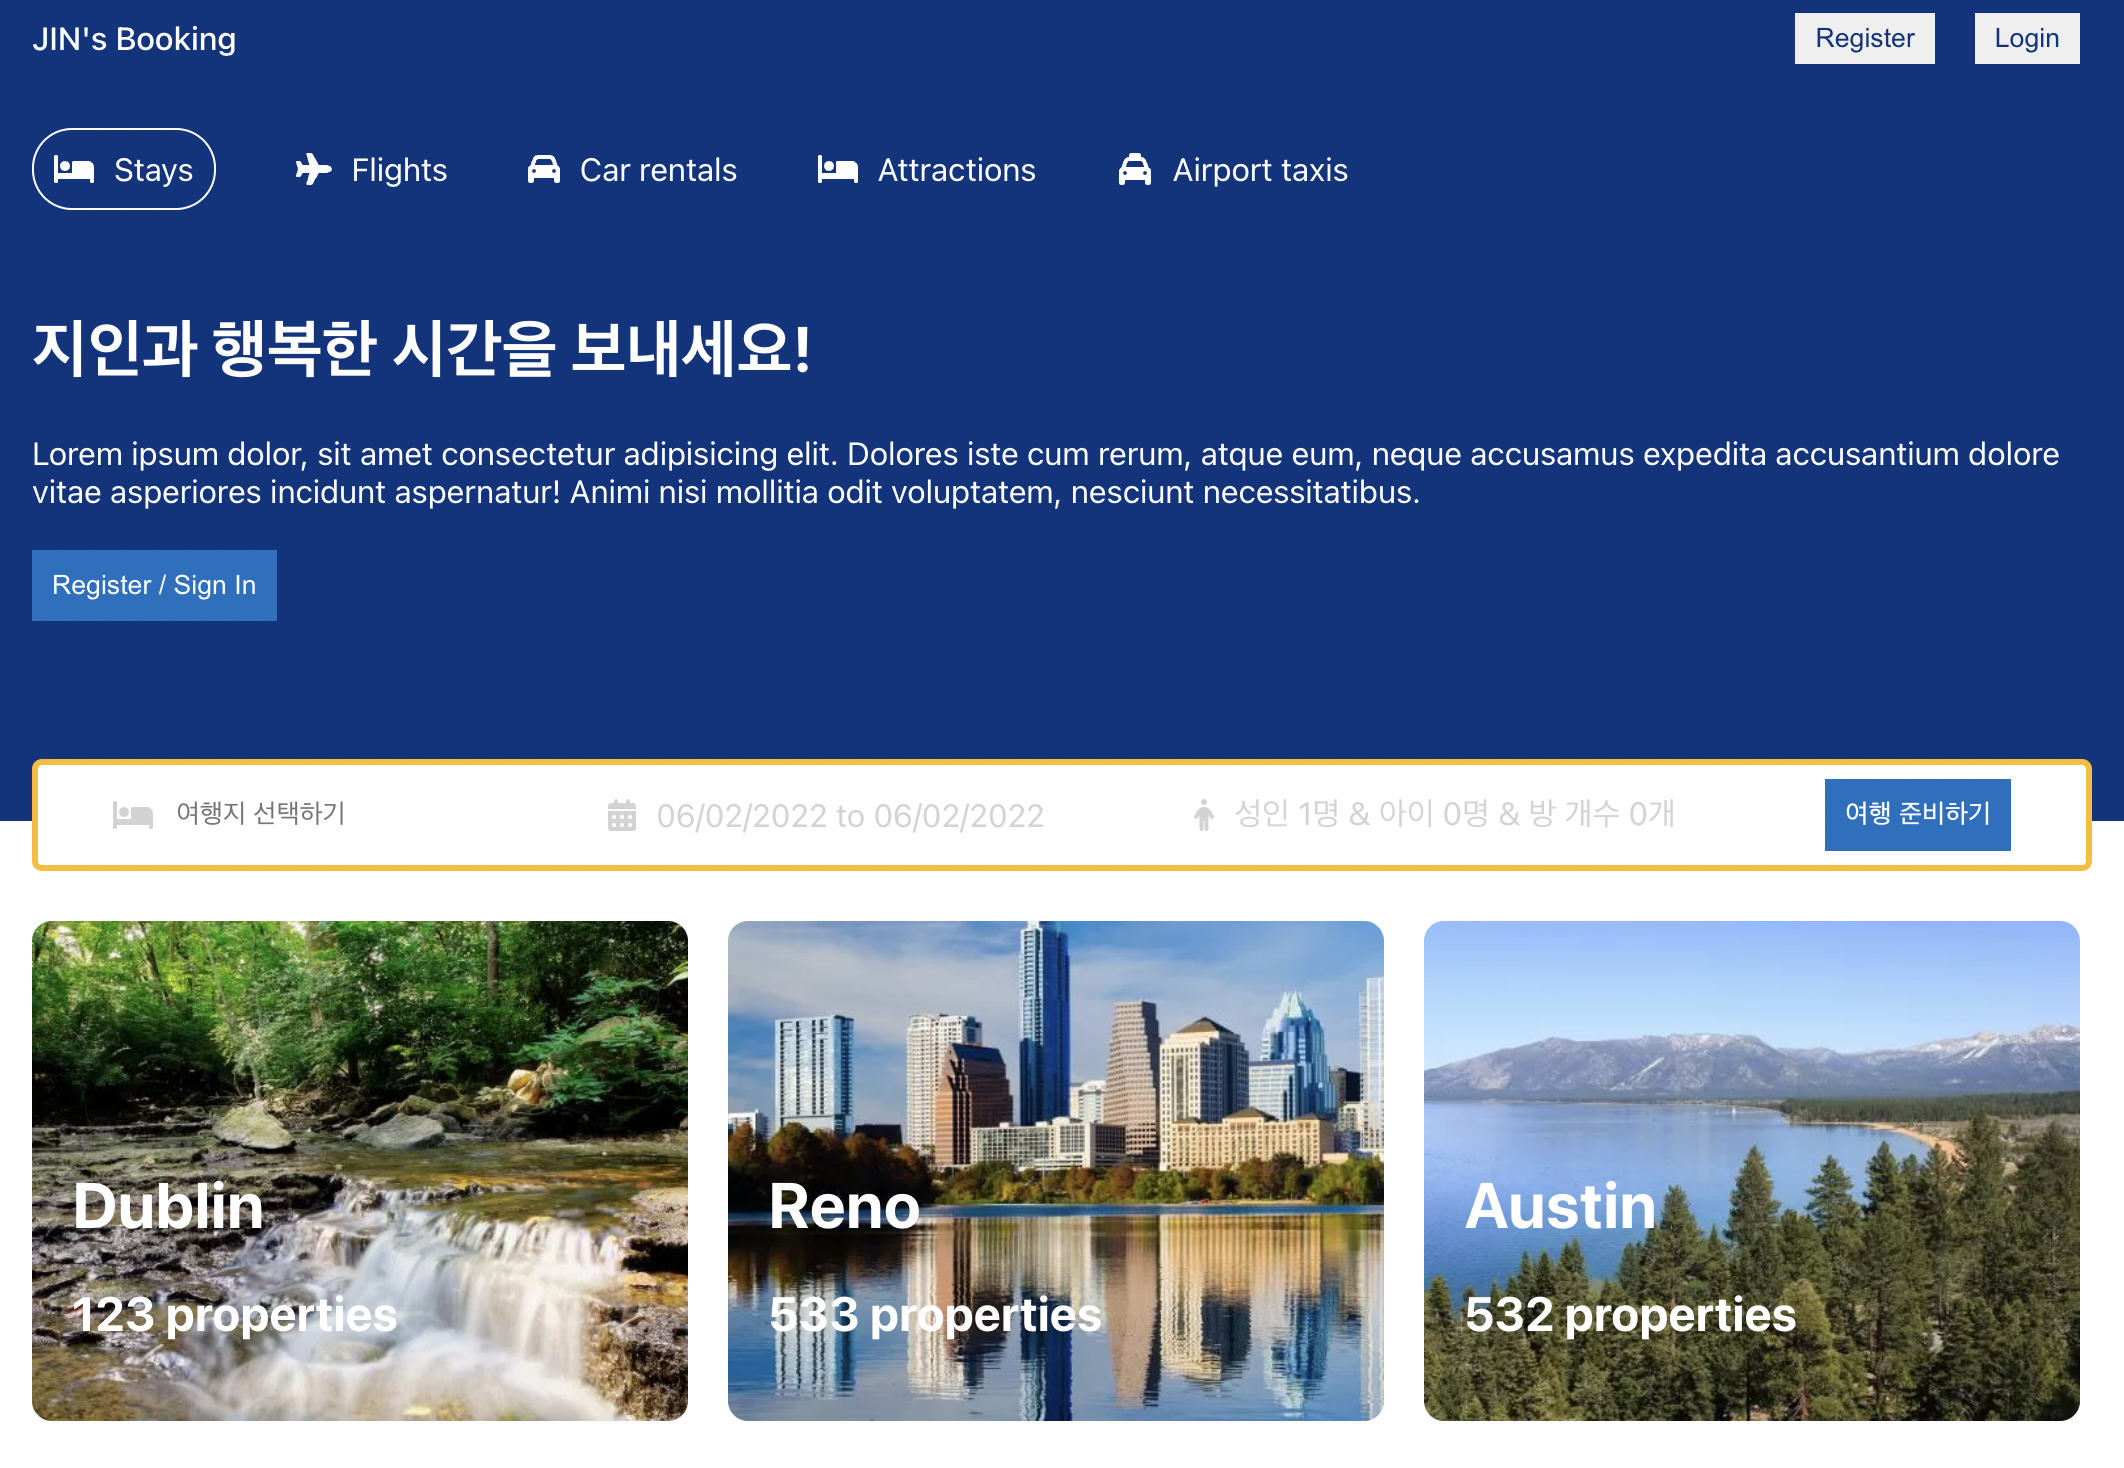 JIN's Booking
Register
Login
Stays
Flights
Car rentals
Attractions
Airport taxis
지인과 행복한 시간을 보내세요!
Lorem ipsum dolor, sit amet consectetur adipisicing elit. Dolores iste cum rerum, atque eum, neque accusamus expedita accusantium dolore
vitae asperiores incidunt aspernatur! Animi nisi mollitia odit voluptatem, nesciunt necessitatibus.
Register / Sign In
여행지 선택하기
06/02/2022 to 06/02/2022
성인 1명 & 아이 0명 & 방 개수 0개
여행 준비하기
Dublin
123 properties
Reno
533 properties
Austin
532 properties